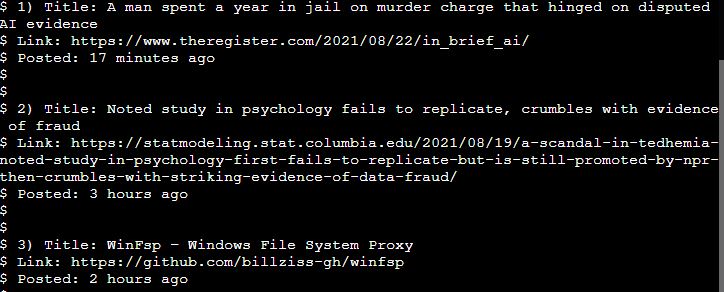 $ 1) Title: A man spent a year in jail on murder charge that hinged on disputed
AI evidence
$ Link: https://www.theregister.com/2021/08/22/in_brief_ai/
$ Posted: 17 minutes ago
$
$
$ 2) Title: Noted study in psychology fails to replicate, crumbles with evidence
 of fraud
$ Link: https://statmodeling.stat.columbia.edu/2021/08/19/a-scandal-in-tedhemia-
noted-study-in-psychology-first-fails-to-replicate-but-is-still-promoted-by-npr-
then-crumbles-with-striking-evidence-of-data-fraud/
$ Posted: 3 hours ago
$
$
$ 3) Title: WinFsp – Windows File System Proxy
$ Link: https://github.com/billziss-gh/winfsp
$ Posted: 2 hours ago